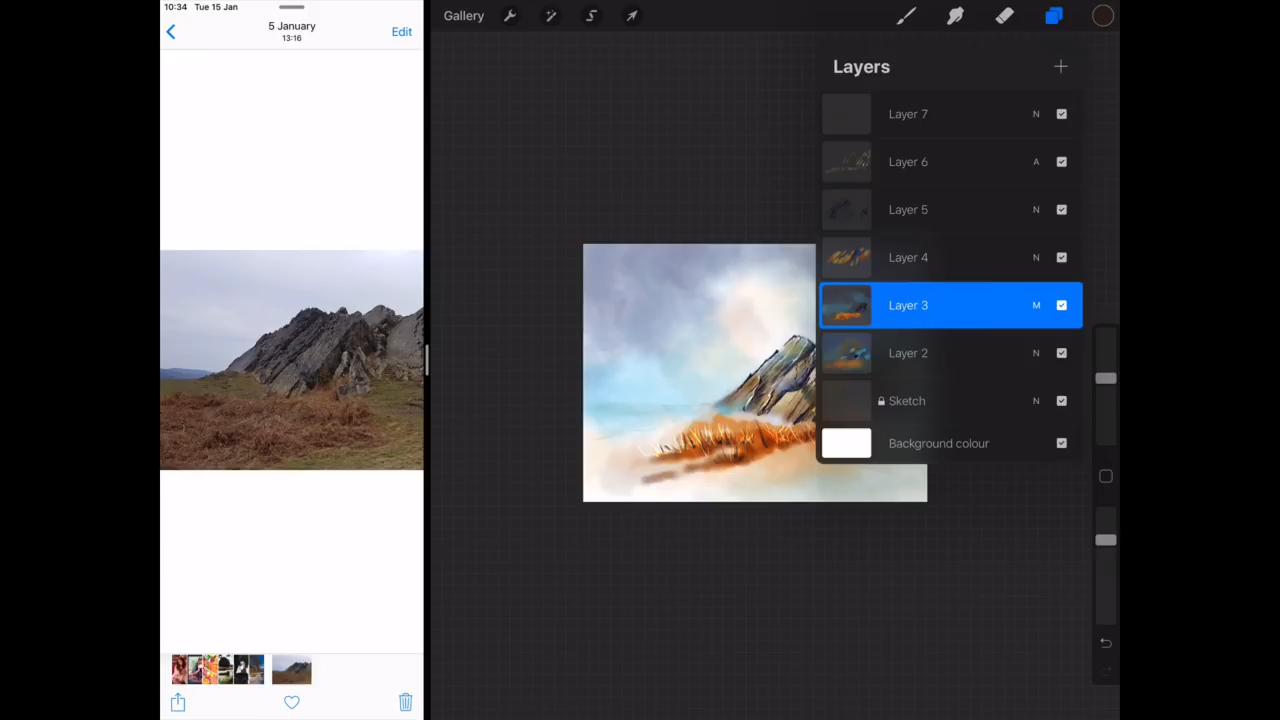 10:34 Tue 15 Jan
5 January
13:16
Edit
Gallery
Layers
Layer 7 N
Layer 6 A
Layer 5 N
Layer 4 N
Layer 3 M
Layer 2 N
Sketch N
Background colour